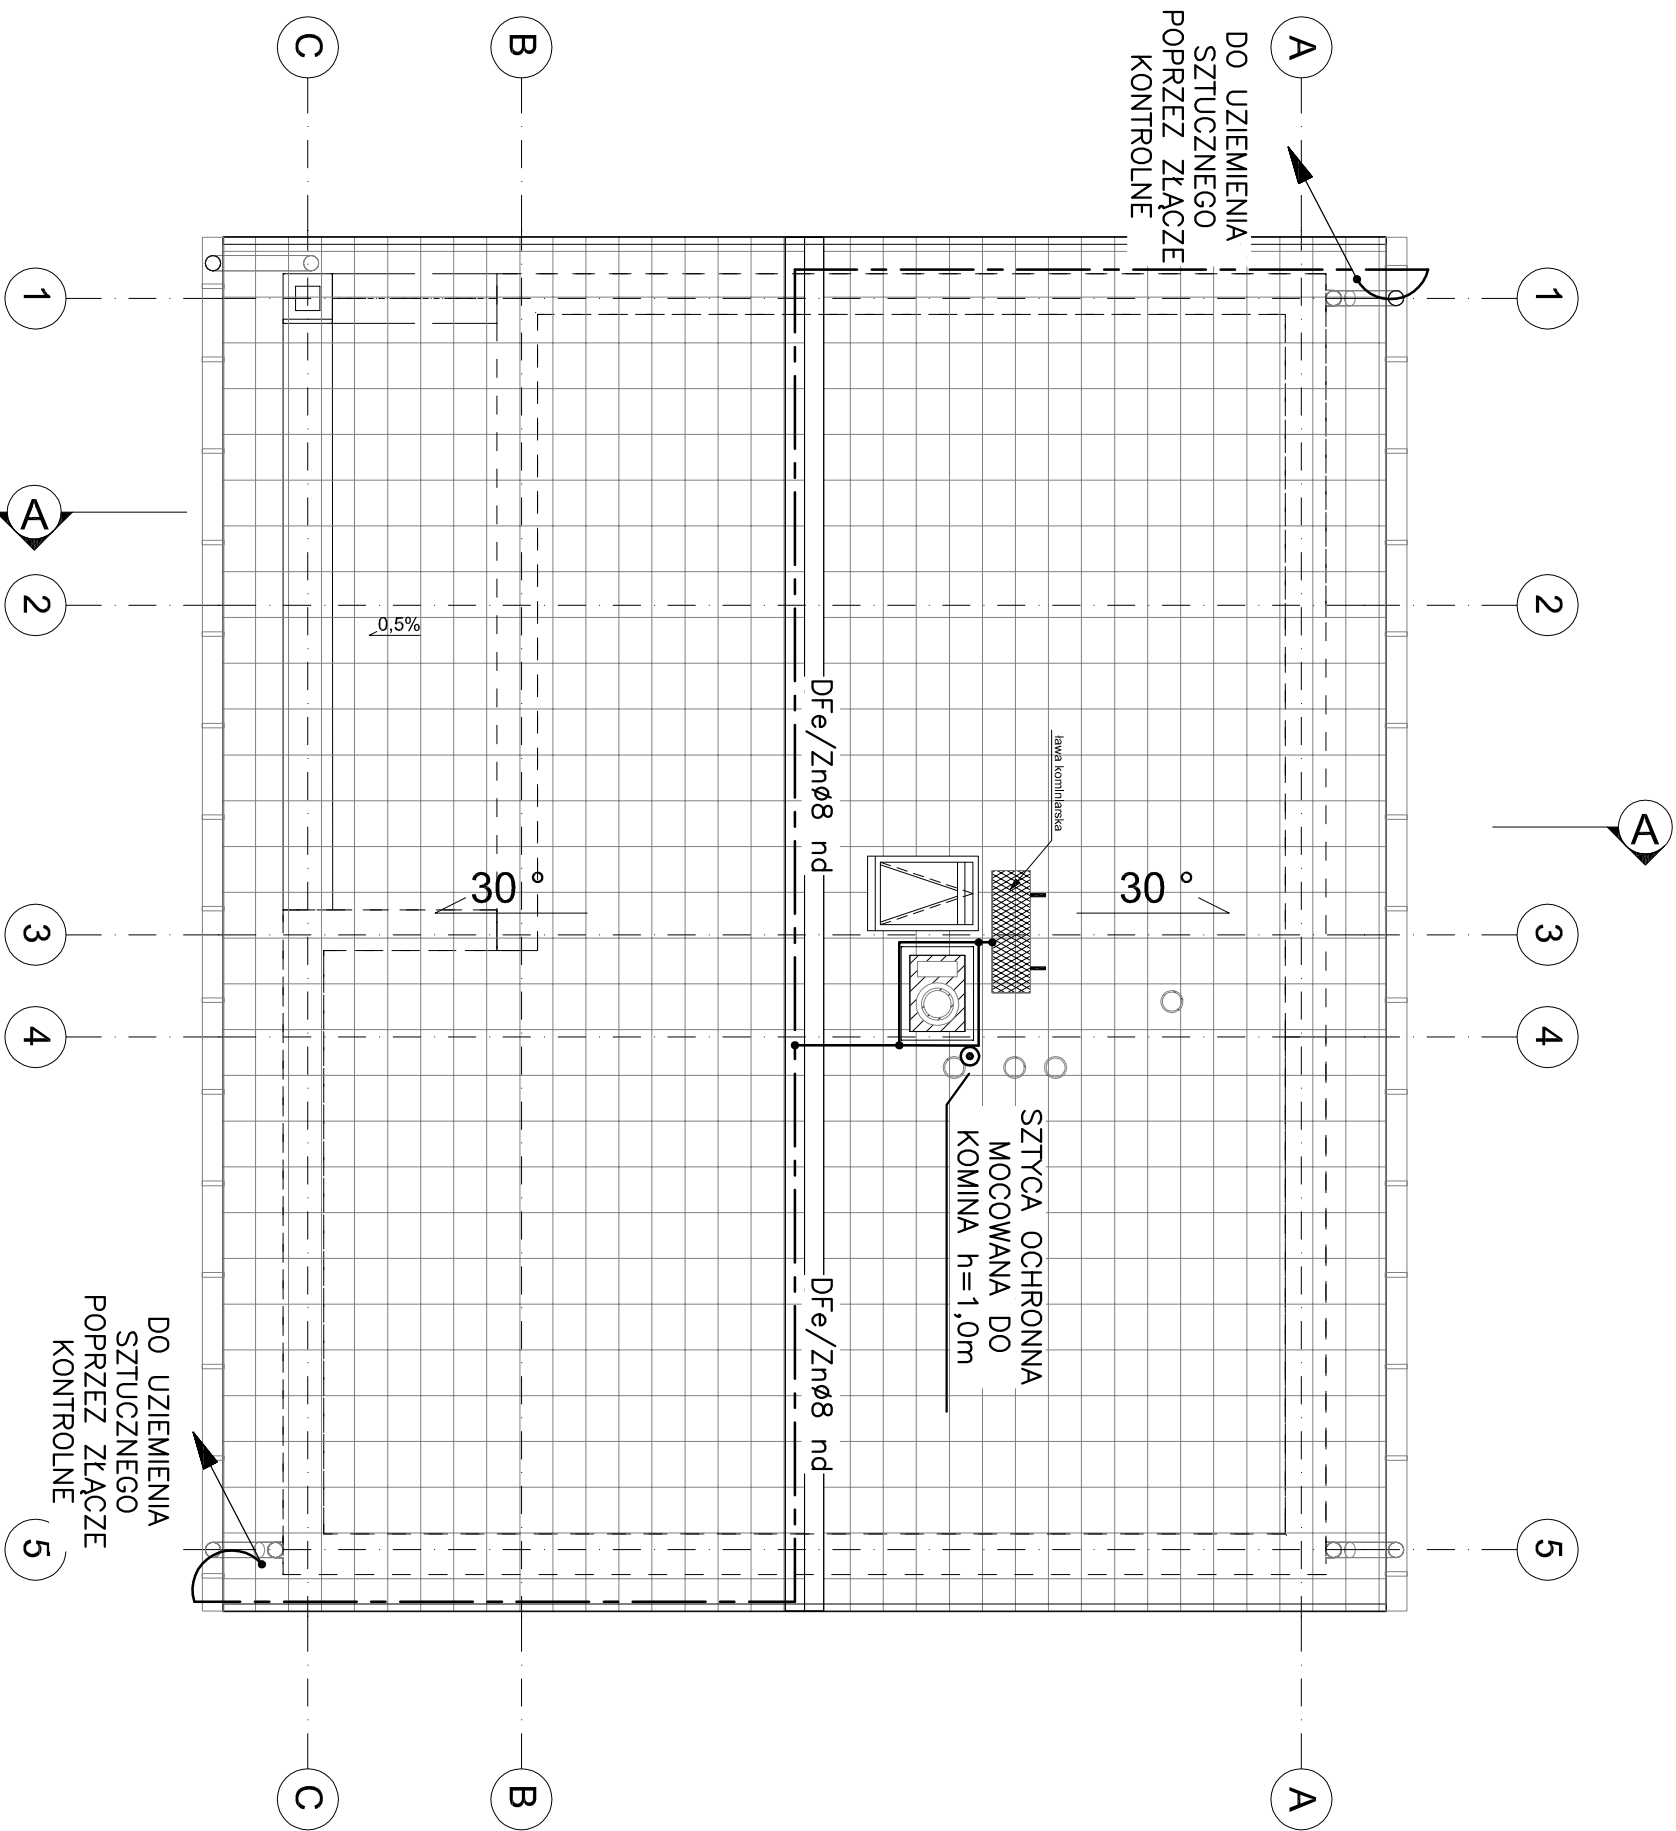 C
B
A
DO UZIEMIENIA
SZTUCZNEGO
POPRZEZ ZŁĄCZE
KONTROLNE
1
1
A
2
2
0,5%
DFe/Znø8 nd
ława kominiarska
A
30 °
30 °
3
3
4
4
SZTYCA OCHRONNA
MOCOWANA DO
KOMINA h=1,0m
DFe/Znø8 nd
DO UZIEMIENIA
SZTUCZNEGO
POPRZEZ ZŁĄCZE
KONTROLNE
5
5
C
B
A